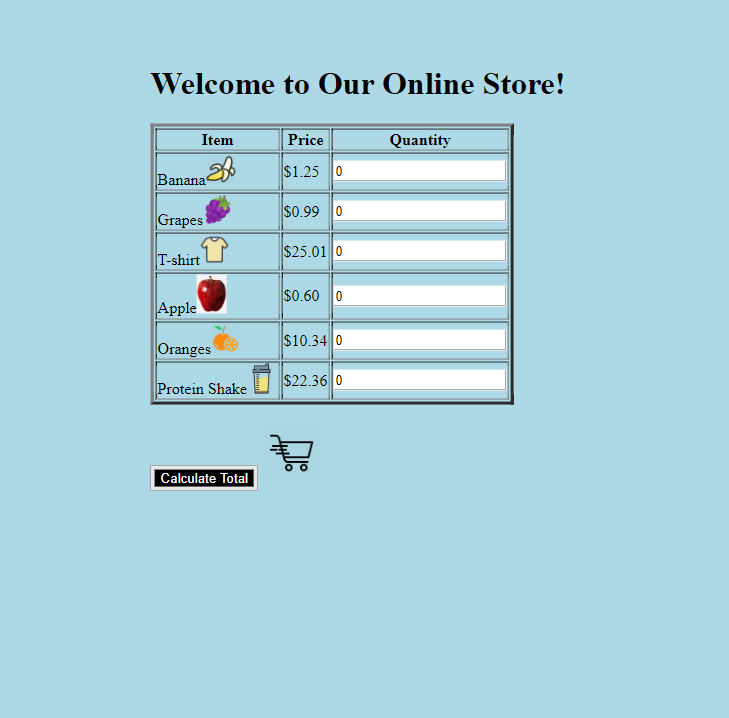 Welcome to Our Online Store!
Item Price Quantity
Banana $1.25 0
Grapes $0.99 0
T-shirt $25.01 0
Apple $0.60 0
Oranges $10.34 0
Protein Shake $22.36 0
Calculate Total